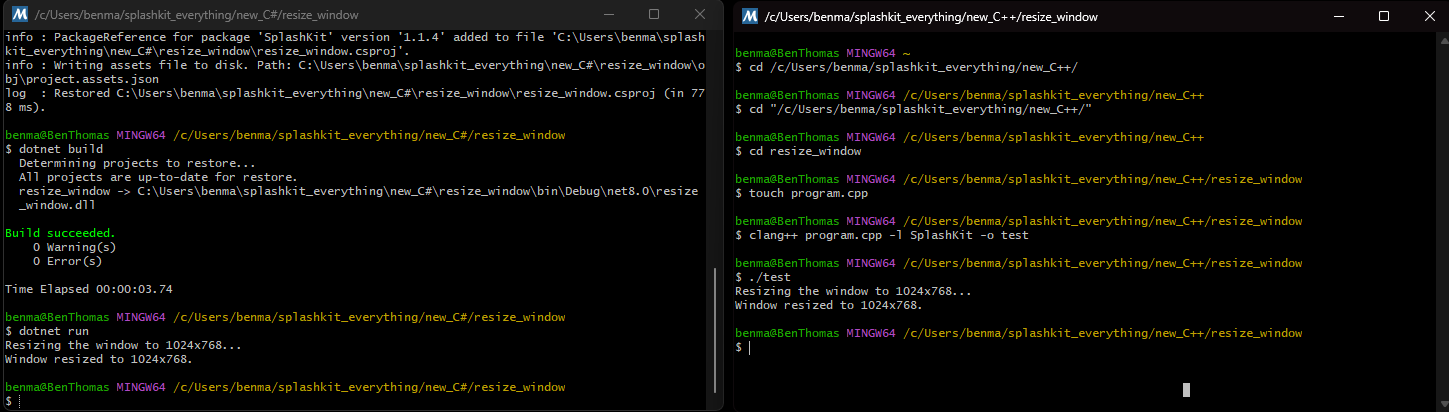 /c/Users/benma/splashkit_everything/new_C#/resize_window
info : PackageReference for package 'SplashKit' version '1.1.4' added to file 'C:\Users\benma\splash
kit_everything\new_C#\resize_window\resize_window.csproj'.
info : Writing assets file to disk. Path: C:\Users\benma\splashkit_everything\new_C#\resize_window\o
bj\project.assets.json
log  : Restored C:\Users\benma\splashkit_everything\new_C#\resize_window\resize_window.csproj (in 77
8 ms).
benma@BenThomas MINGW64 /c/Users/benma/splashkit_everything/new_C#/resize_window
$ dotnet build
  Determining projects to restore...
  All projects are up-to-date for restore.
  resize_window -> C:\Users\benma\splashkit_everything\new_C#\resize_window\bin\Debug\net8.0\resize
  _window.dll
Build succeeded.
    0 Warning(s)
    0 Error(s)
Time Elapsed 00:00:03.74
benma@BenThomas MINGW64 /c/Users/benma/splashkit_everything/new_C#/resize_window
$ dotnet run
Resizing the window to 1024x768...
Window resized to 1024x768.
benma@BenThomas MINGW64 /c/Users/benma/splashkit_everything/new_C#/resize_window
$
/c/Users/benma/splashkit_everything/new_C++/resize_window
benma@BenThomas MINGW64 ~
$ cd /c/Users/benma/splashkit_everything/new_C++/
benma@BenThomas MINGW64 /c/Users/benma/splashkit_everything/new_C++
$ cd "/c/Users/benma/splashkit_everything/new_C++/"
benma@BenThomas MINGW64 /c/Users/benma/splashkit_everything/new_C++
$ cd resize_window
benma@BenThomas MINGW64 /c/Users/benma/splashkit_everything/new_C++/resize_window
$ touch program.cpp
benma@BenThomas MINGW64 /c/Users/benma/splashkit_everything/new_C++/resize_window
$ clang++ program.cpp -l SplashKit -o test
benma@BenThomas MINGW64 /c/Users/benma/splashkit_everything/new_C++/resize_window
$ ./test
Resizing the window to 1024x768...
Window resized to 1024x768.
benma@BenThomas MINGW64 /c/Users/benma/splashkit_everything/new_C++/resize_window
$